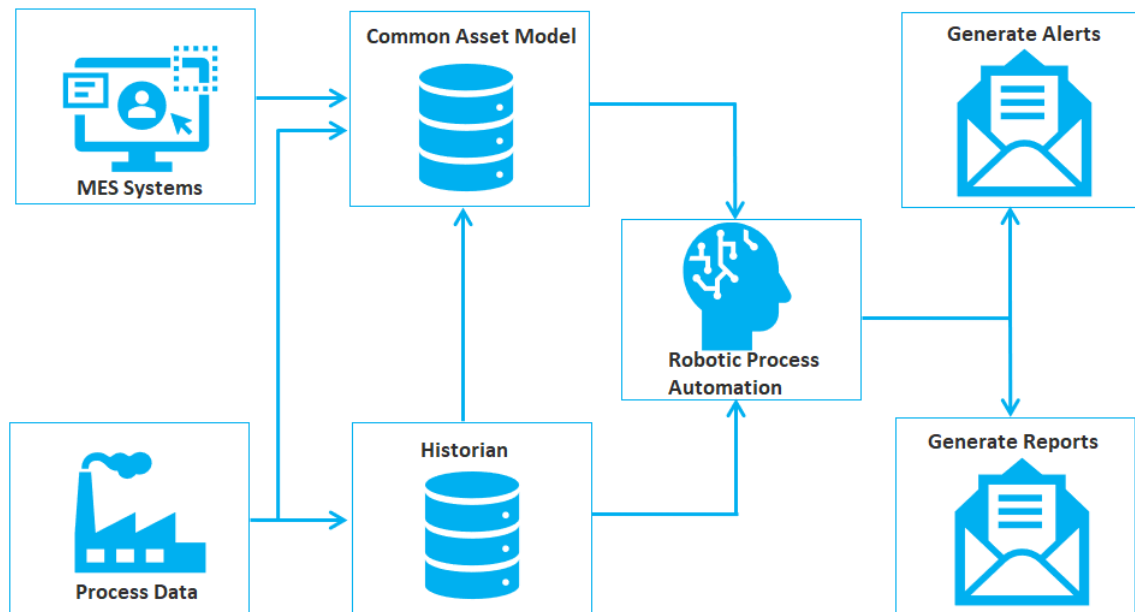 MES Systems
Common Asset Model
Generate Alerts
Robotic Process
Automation
Process Data
Historian
Generate Reports